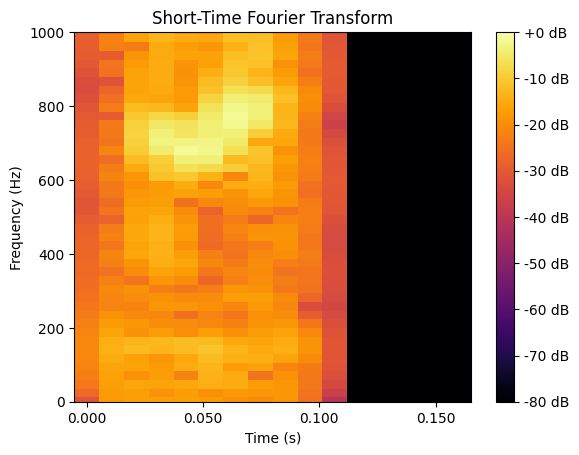 Short-Time Fourier Transform
1000
800
600
400
200
0
Frequency (Hz)
0.000
0.050
0.100
0.150
Time (s)
+0 dB
-10 dB
-20 dB
-30 dB
-40 dB
-50 dB
-60 dB
-70 dB
-80 dB